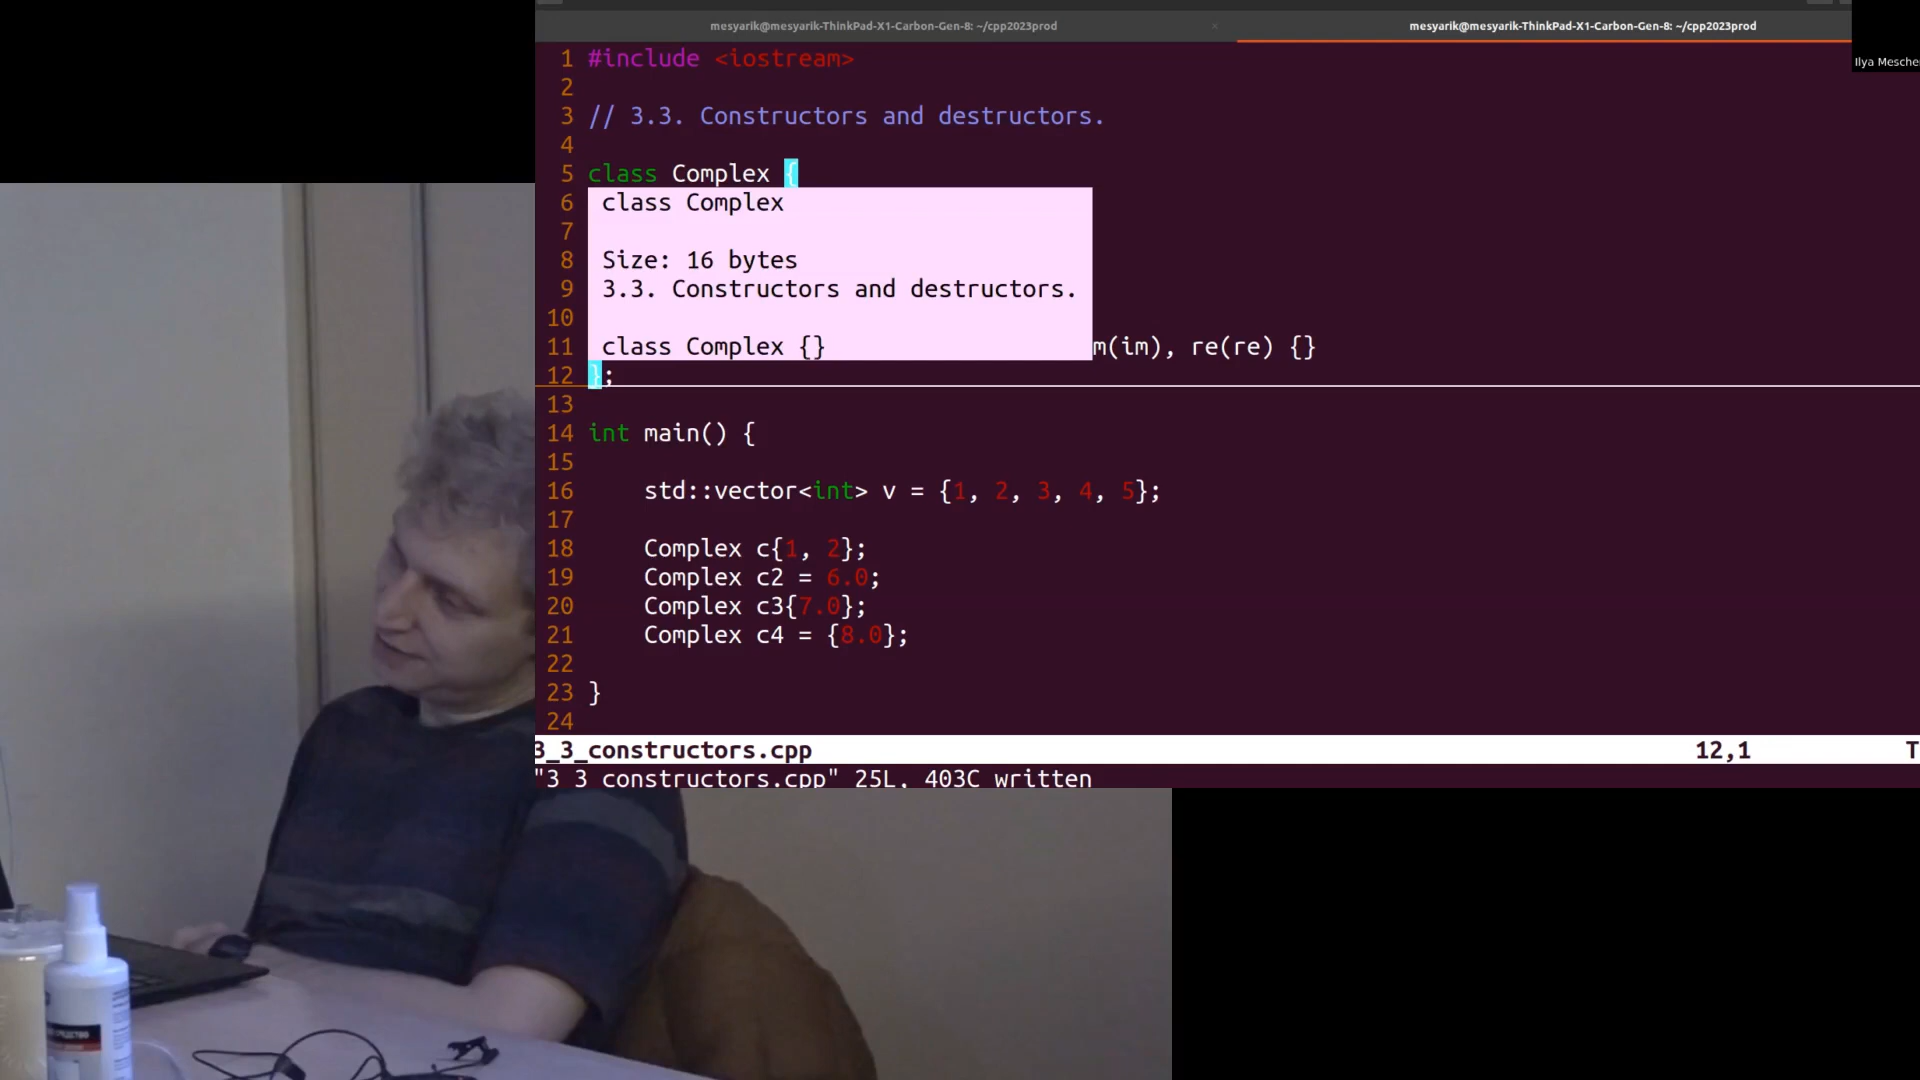 mesyarik@mesyarik-ThinkPad-X1-Carbon-Gen-8: ~/cpp2023prod × mesyarik@mesyarik-ThinkPad-X1-Carbon-Gen-8: ~/cpp2023prod
Ilya Mesche
1 #include <iostream>
2
3 // 3.3. Constructors and destructors.
4
5 class Complex {
6 class Complex
7
8 Size: 16 bytes
9 3.3. Constructors and destructors.
10
11 class Complex {} m(im), re(re) {}
12 };
13
14 int main() {
15
16 std::vector<int> v = {1, 2, 3, 4, 5};
17
18 Complex c{1, 2};
19 Complex c2 = 6.0;
20 Complex c3{7.0};
21 Complex c4 = {8.0};
22
23 }
24
3_3_constructors.cpp 12,1 T
"3_3_constructors.cpp" 25L, 403C written